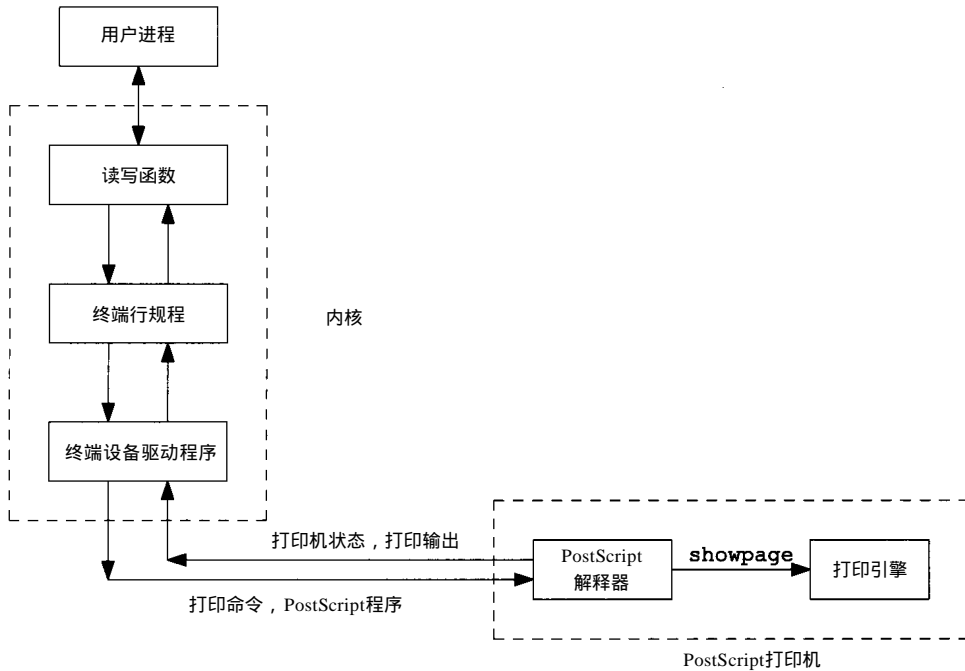 用户进程
读写函数
终端行规程
内核
终端设备驱动程序
打印机状态，打印输出
打印命令，PostScript程序
PostScript
解释器
showpage
打印引擎
PostScript打印机